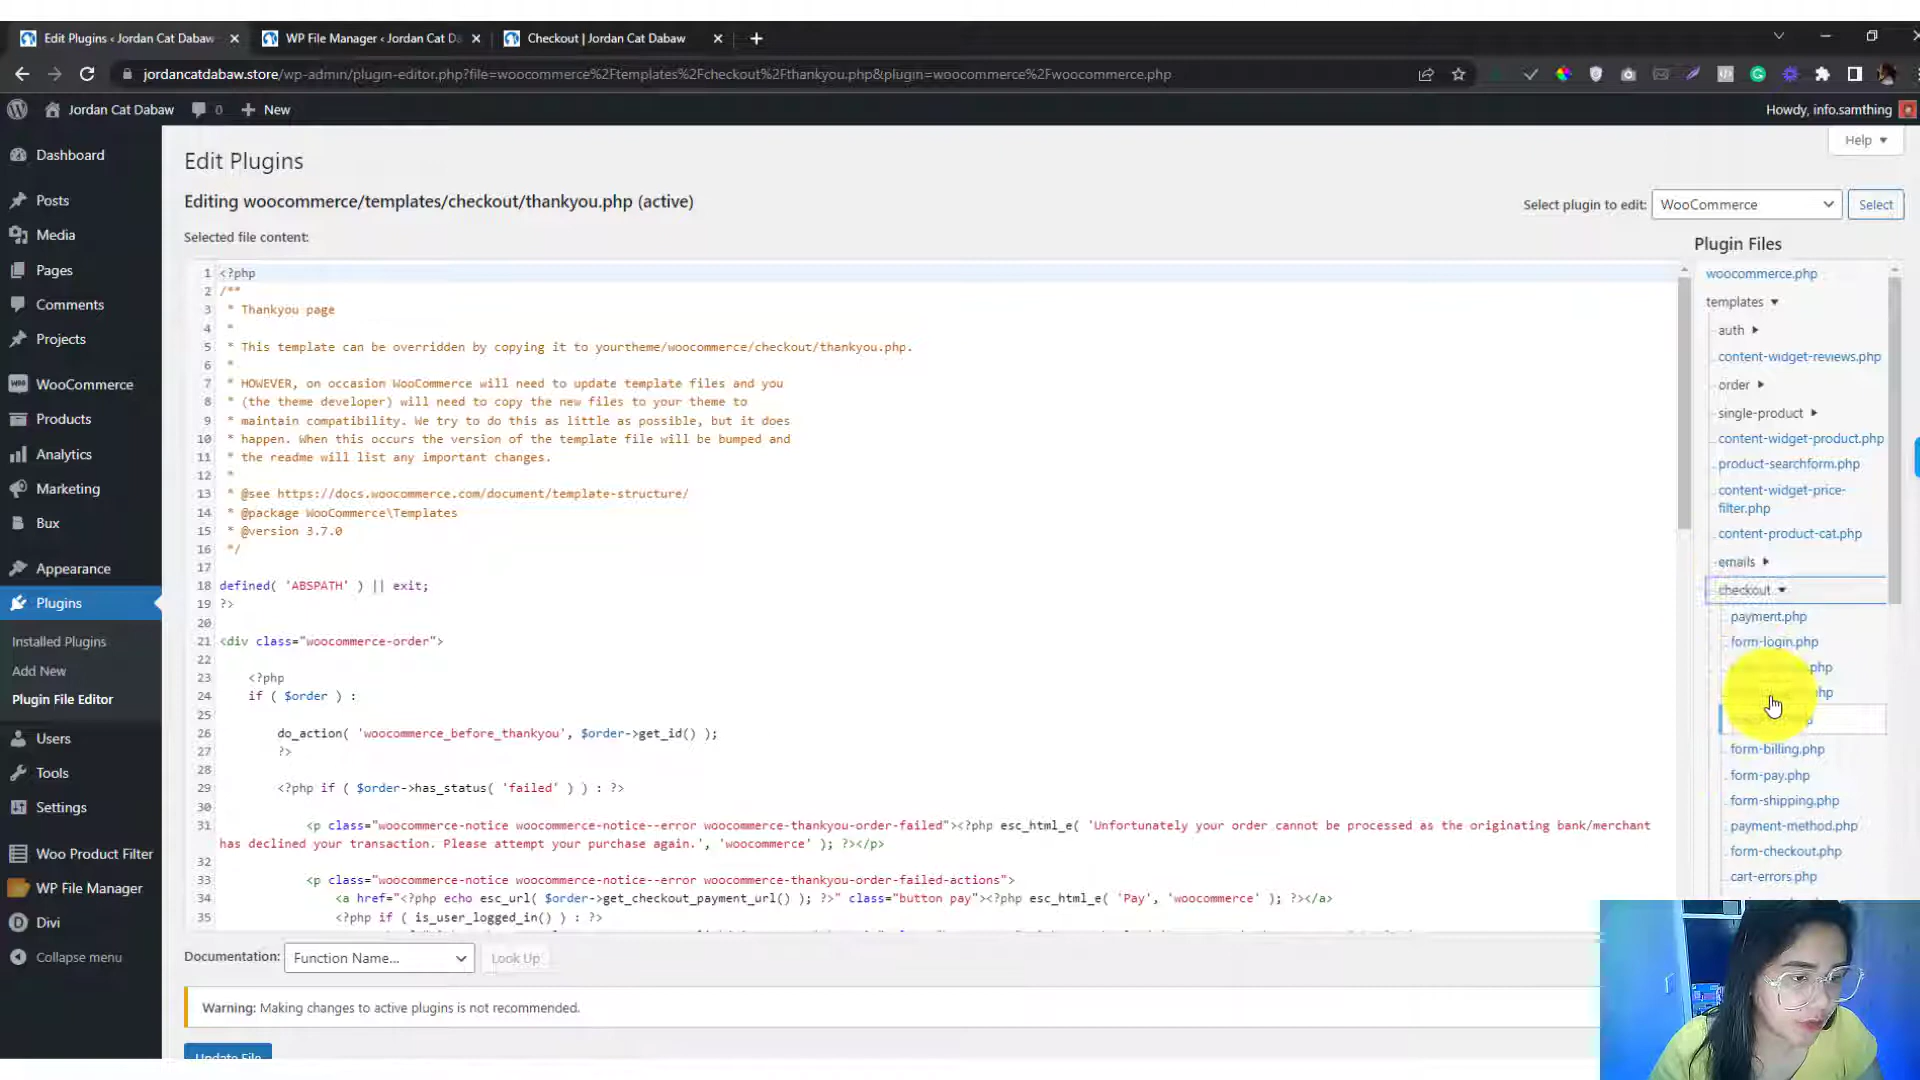 Edit Plugins ‹ Jordan Cat Dabaw
WP File Manager ‹ Jordan Cat D
Checkout | Jordan Cat Dabaw
jordancatdabaw.store/wp-admin/plugin-editor.php?file=woocommerce%2Ftemplates%2Fcheckout%2Fthankyou.php&plugin=woocommerce%2Fwoocommerce.php
Jordan Cat Dabaw
0
New
Howdy, info.samthing
Help
Dashboard
Posts
Media
Pages
Comments
Projects
WooCommerce
Products
Analytics
Marketing
Bux
Appearance
Plugins
Installed Plugins
Add New
Plugin File Editor
Users
Tools
Settings
Woo Product Filter
WP File Manager
Divi
Collapse menu
Edit Plugins
Editing woocommerce/templates/checkout/thankyou.php (active)
Select plugin to edit: WooCommerce Select
Selected file content:
1 <?php
2 /**
3 * Thankyou page
4 *
5 * This template can be overridden by copying it to yourtheme/woocommerce/checkout/thankyou.php.
6 *
7 * HOWEVER, on occasion WooCommerce will need to update template files and you
8 * (the theme developer) will need to copy the new files to your theme to
9 * maintain compatibility. We try to do this as little as possible, but it does
10 * happen. When this occurs the version of the template file will be bumped and
11 * the readme will list any important changes.
12 *
13 * @see https://docs.woocommerce.com/document/template-structure/
14 * @package WooCommerce\Templates
15 * @version 3.7.0
16 */
17
18 defined( 'ABSPATH' ) || exit;
19 ?>
20
21 <div class="woocommerce-order">
22
23 <?php
24 if ( $order ) :
25
26 do_action( 'woocommerce_before_thankyou', $order->get_id() );
27 ?>
28
29 <?php if ( $order->has_status( 'failed' ) ) : ?>
30
31 <p class="woocommerce-notice woocommerce-notice--error woocommerce-thankyou-order-failed"><?php esc_html_e( 'Unfortunately your order cannot be processed as the originating bank/merchant
has declined your transaction. Please attempt your purchase again.', 'woocommerce' ); ?></p>
32
33 <p class="woocommerce-notice woocommerce-notice--error woocommerce-thankyou-order-failed-actions">
34 <a href="<?php echo esc_url( $order->get_checkout_payment_url() ); ?>" class="button pay"><?php esc_html_e( 'Pay', 'woocommerce' ); ?></a>
35 <?php if ( is_user_logged_in() ) : ?>
Plugin Files
woocommerce.php
templates
auth
content-widget-reviews.php
order
single-product
content-widget-product.php
product-searchform.php
content-widget-price-
filter.php
content-product-cat.php
emails
checkout
payment.php
form-login.php
form-billing.php
form-pay.php
form-shipping.php
payment-method.php
form-checkout.php
cart-errors.php
Documentation: Function Name... Look Up
Warning: Making changes to active plugins is not recommended.
Update File